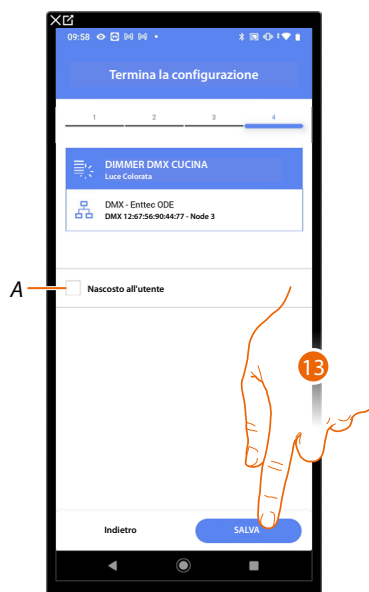 09:58
Termina la configurazione
1 2 3 4
DIMMER DMX CUCINA
Luce Colorata
DMX - Enttec ODE
DMX 12:67:56:90:44:77 - Node 3
A
Nascosto all'utente
13
Indietro
SALVA